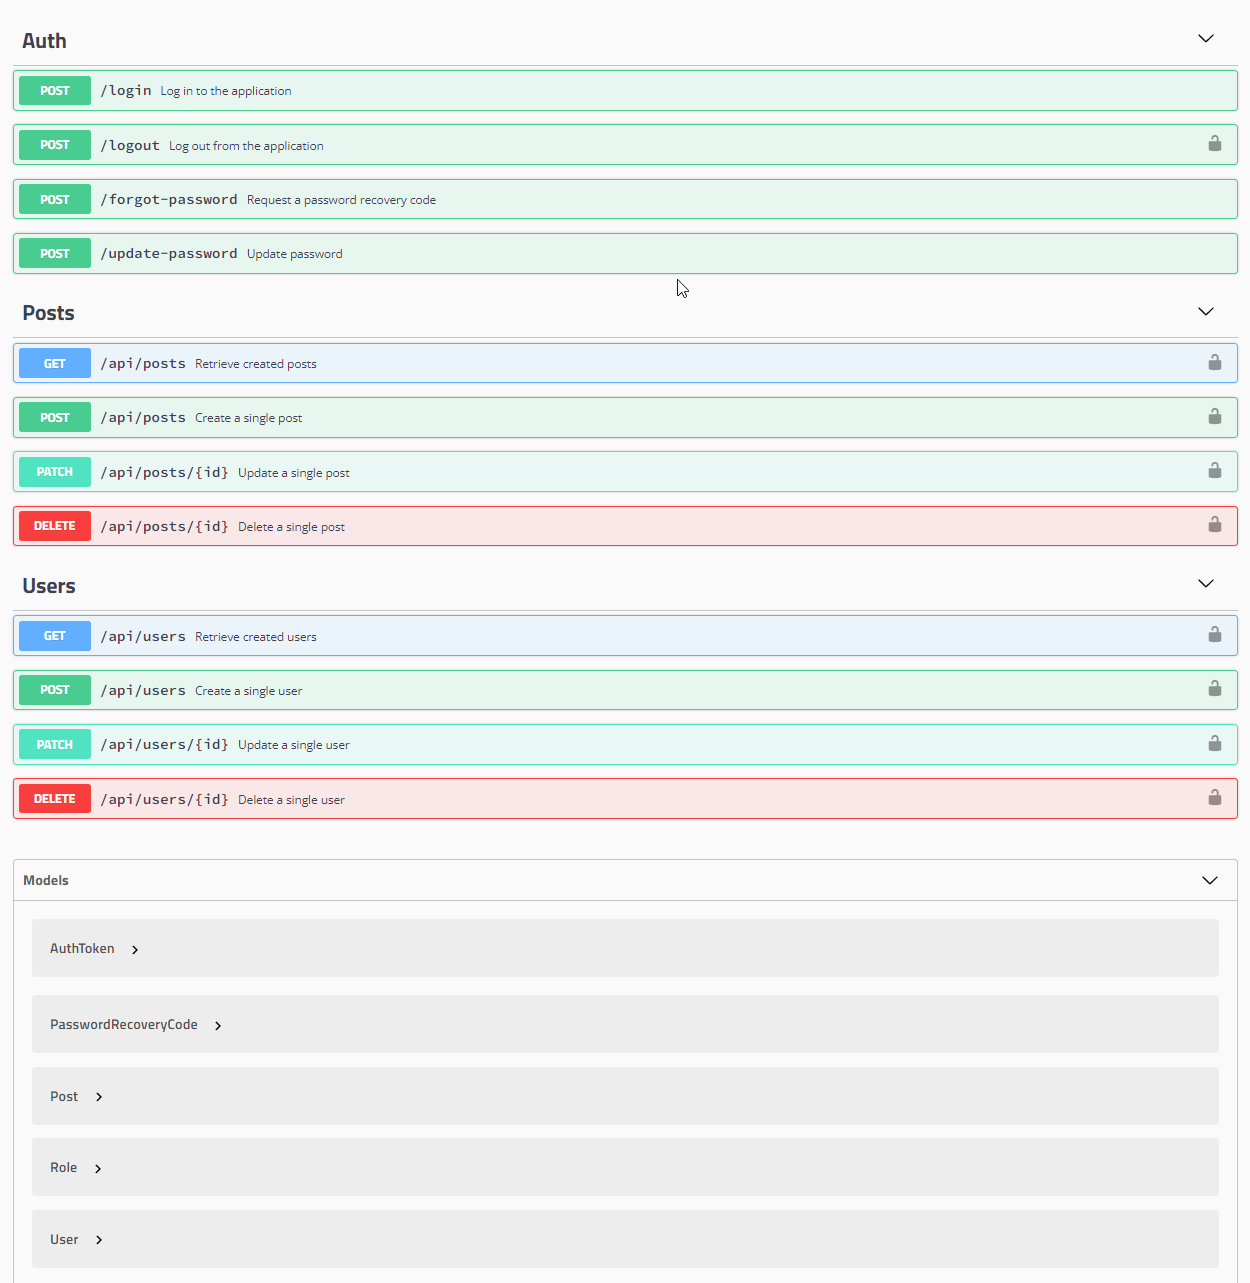 Auth
POST /login Log in to the application
POST /logout Log out from the application
POST /forgot-password Request a password recovery code
POST /update-password Update password
Posts
GET /api/posts Retrieve created posts
POST /api/posts Create a single post
PATCH /api/posts/{id} Update a single post
DELETE /api/posts/{id} Delete a single post
Users
GET /api/users Retrieve created users
POST /api/users Create a single user
PATCH /api/users/{id} Update a single user
DELETE /api/users/{id} Delete a single user
Models
AuthToken
PasswordRecoveryCode
Post
Role
User